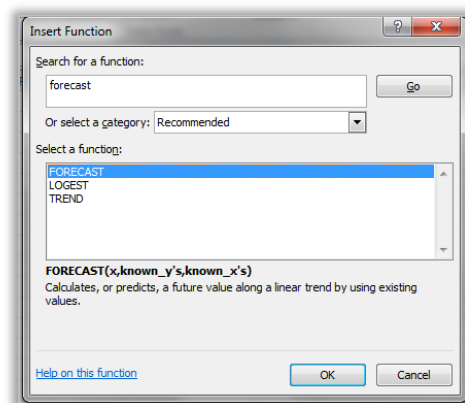 Insert Function
Search for a function:
forecast
Go
Or select a category: Recommended
Select a function:
FORECAST
LOGEST
TREND
FORECAST(x,known_y's,known_x's)
Calculates, or predicts, a future value along a linear trend by using existing
values.
Help on this function
OK
Cancel